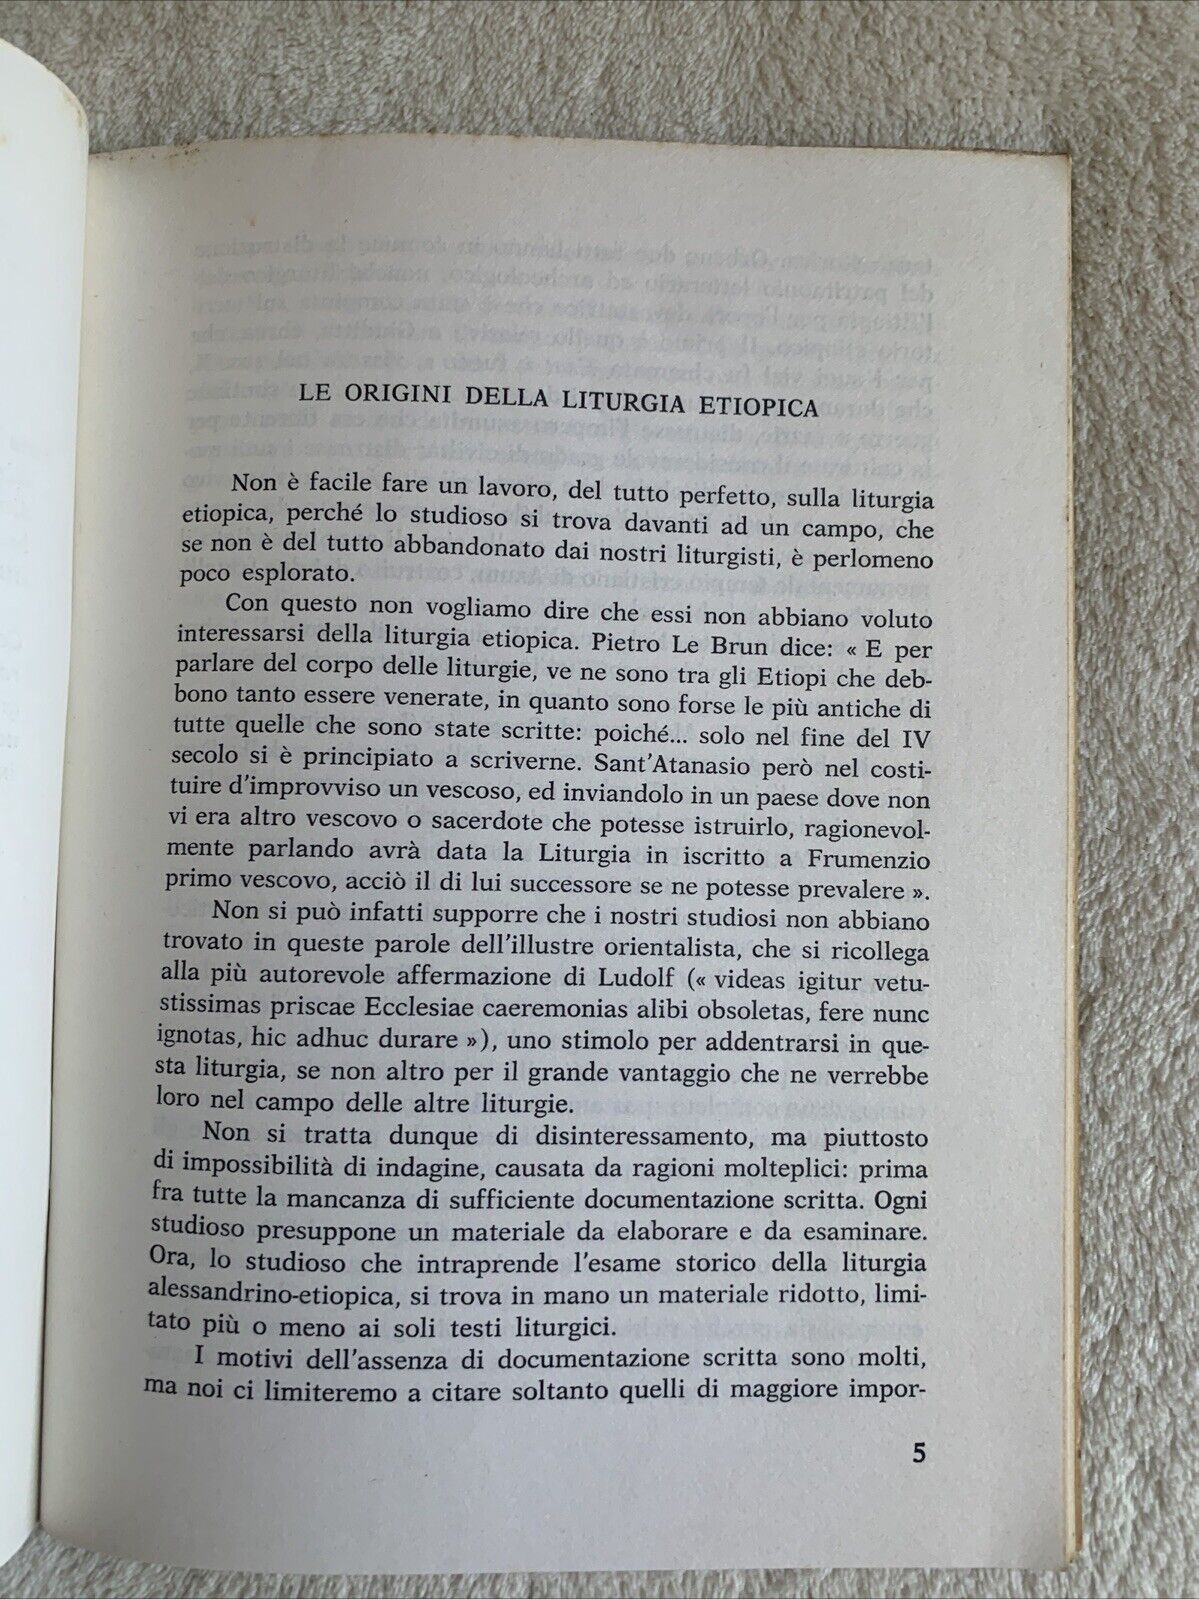 LE ORIGINI DELLA LITURGIA ETIOPICA
Non è facile fare un lavoro, del tutto perfetto, sulla liturgia
etiopica, perché lo studioso si trova davanti ad un campo, che
se non è del tutto abbandonato dai nostri liturgisti, è perlomeno
poco esplorato.
Con questo non vogliamo dire che essi non abbiano voluto
interessarsi della liturgia etiopica. Pietro Le Brun dice: « E per
parlare del corpo delle liturgie, ve ne sono tra gli Etiopi che deb-
bono tanto essere venerate, in quanto sono forse le più antiche di
tutte quelle che sono state scritte: poiché... solo nel fine del IV
secolo si è principiato a scriverne. Sant'Atanasio però nel costi-
tuire d'improvviso un vescoso, ed inviandolo in un paese dove non
vi era altro vescovo o sacerdote che potesse istruirlo, ragionevol-
mente parlando avrà data la Liturgia in iscritto a Frumenzio
primo vescovo, acciò il di lui successore se ne potesse prevalere ».
Non si può infatti supporre che i nostri studiosi non abbiano
trovato in queste parole dell'illustre orientalista, che si ricollega
alla più autorevole affermazione di Ludolf (« videas igitur vetu-
stissimas priscae Ecclesiae caeremonias alibi obsoletas, fere nunc
ignotas, hic adhuc durare »), uno stimolo per addentrarsi in que-
sta liturgia, se non altro per il grande vantaggio che ne verrebbe
loro nel campo delle altre liturgie.
Non si tratta dunque di disinteressamento, ma piuttosto
di impossibilità di indagine, causata da ragioni molteplici: prima
fra tutte la mancanza di sufficiente documentazione scritta. Ogni
studioso presuppone un materiale da elaborare e da esaminare.
Ora, lo studioso che intraprende l'esame storico della liturgia
alessandrino-etiopica, si trova in mano un materiale ridotto, limi-
tato più o meno ai soli testi liturgici.
I motivi dell'assenza di documentazione scritta sono molti,
ma noi ci limiteremo a citare soltanto quelli di maggiore impor-
5